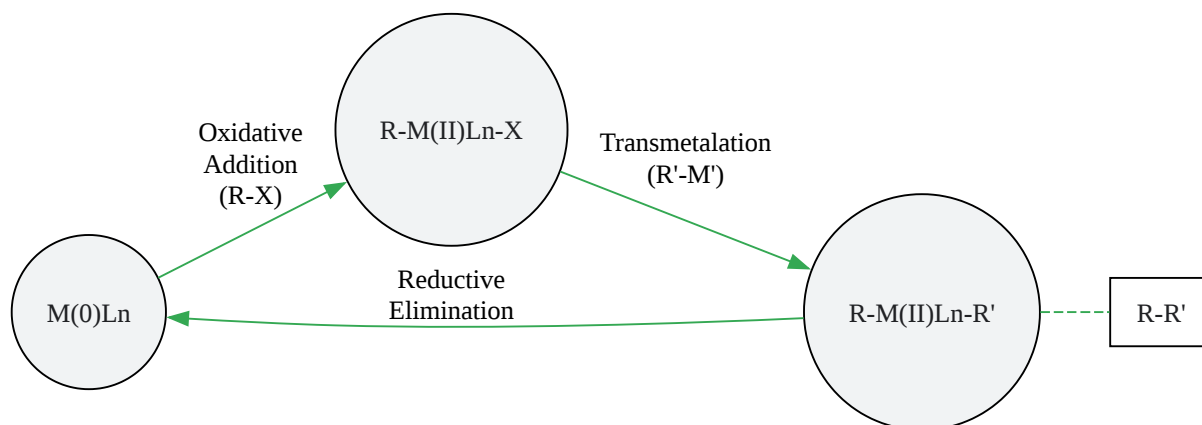 R-M(II)Ln-X
Oxidative
Addition
(R-X)
Transmetalation
(R'-M')
Reductive
Elimination
M(0)Ln
R-M(II)Ln-R'
R-R'